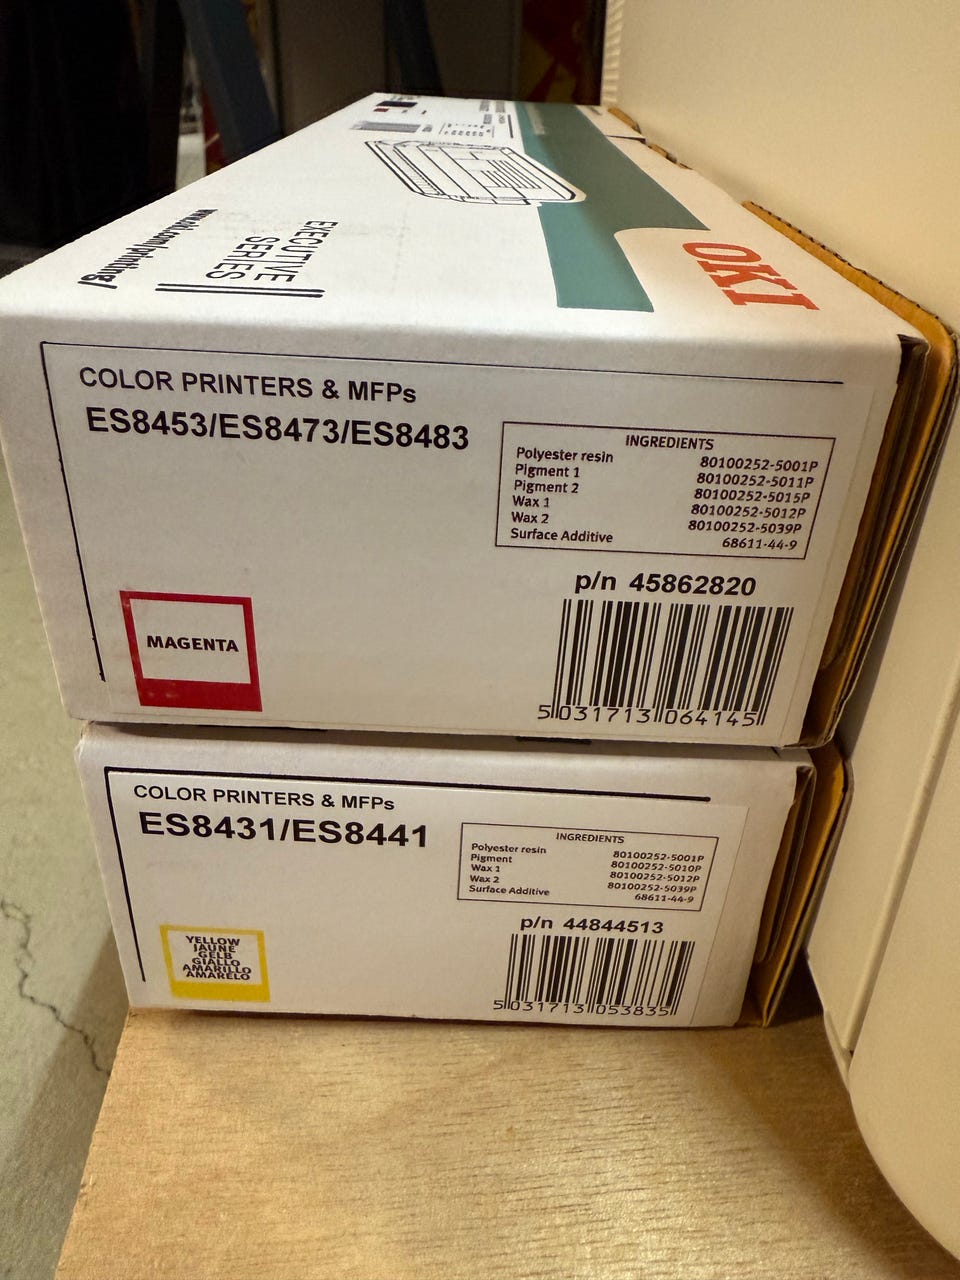 OKI
EXECUTIVE
SERIES
www.oki.com/printing/
COLOR PRINTERS & MFPs
ES8453/ES8473/ES8483
INGREDIENTS
Polyester resin 80100252-5001P
Pigment 1 80100252-5011P
Pigment 2 80100252-5015P
Wax 1 80100252-5012P
Wax 2 80100252-5039P
Surface Additive 68611-44-9
p/n 45862820
MAGENTA
5 031713 064145
COLOR PRINTERS & MFPs
ES8431/ES8441
INGREDIENTS
Polyester resin 80100252-5001P
Pigment 80100252-5010P
Wax 1 80100252-5012P
Wax 2 80100252-5039P
Surface Additive 68611-44-9
p/n 44844513
YELLOW
JAUNE
GELB
GIALLO
AMARILLO
AMARELO
5 031713 053835